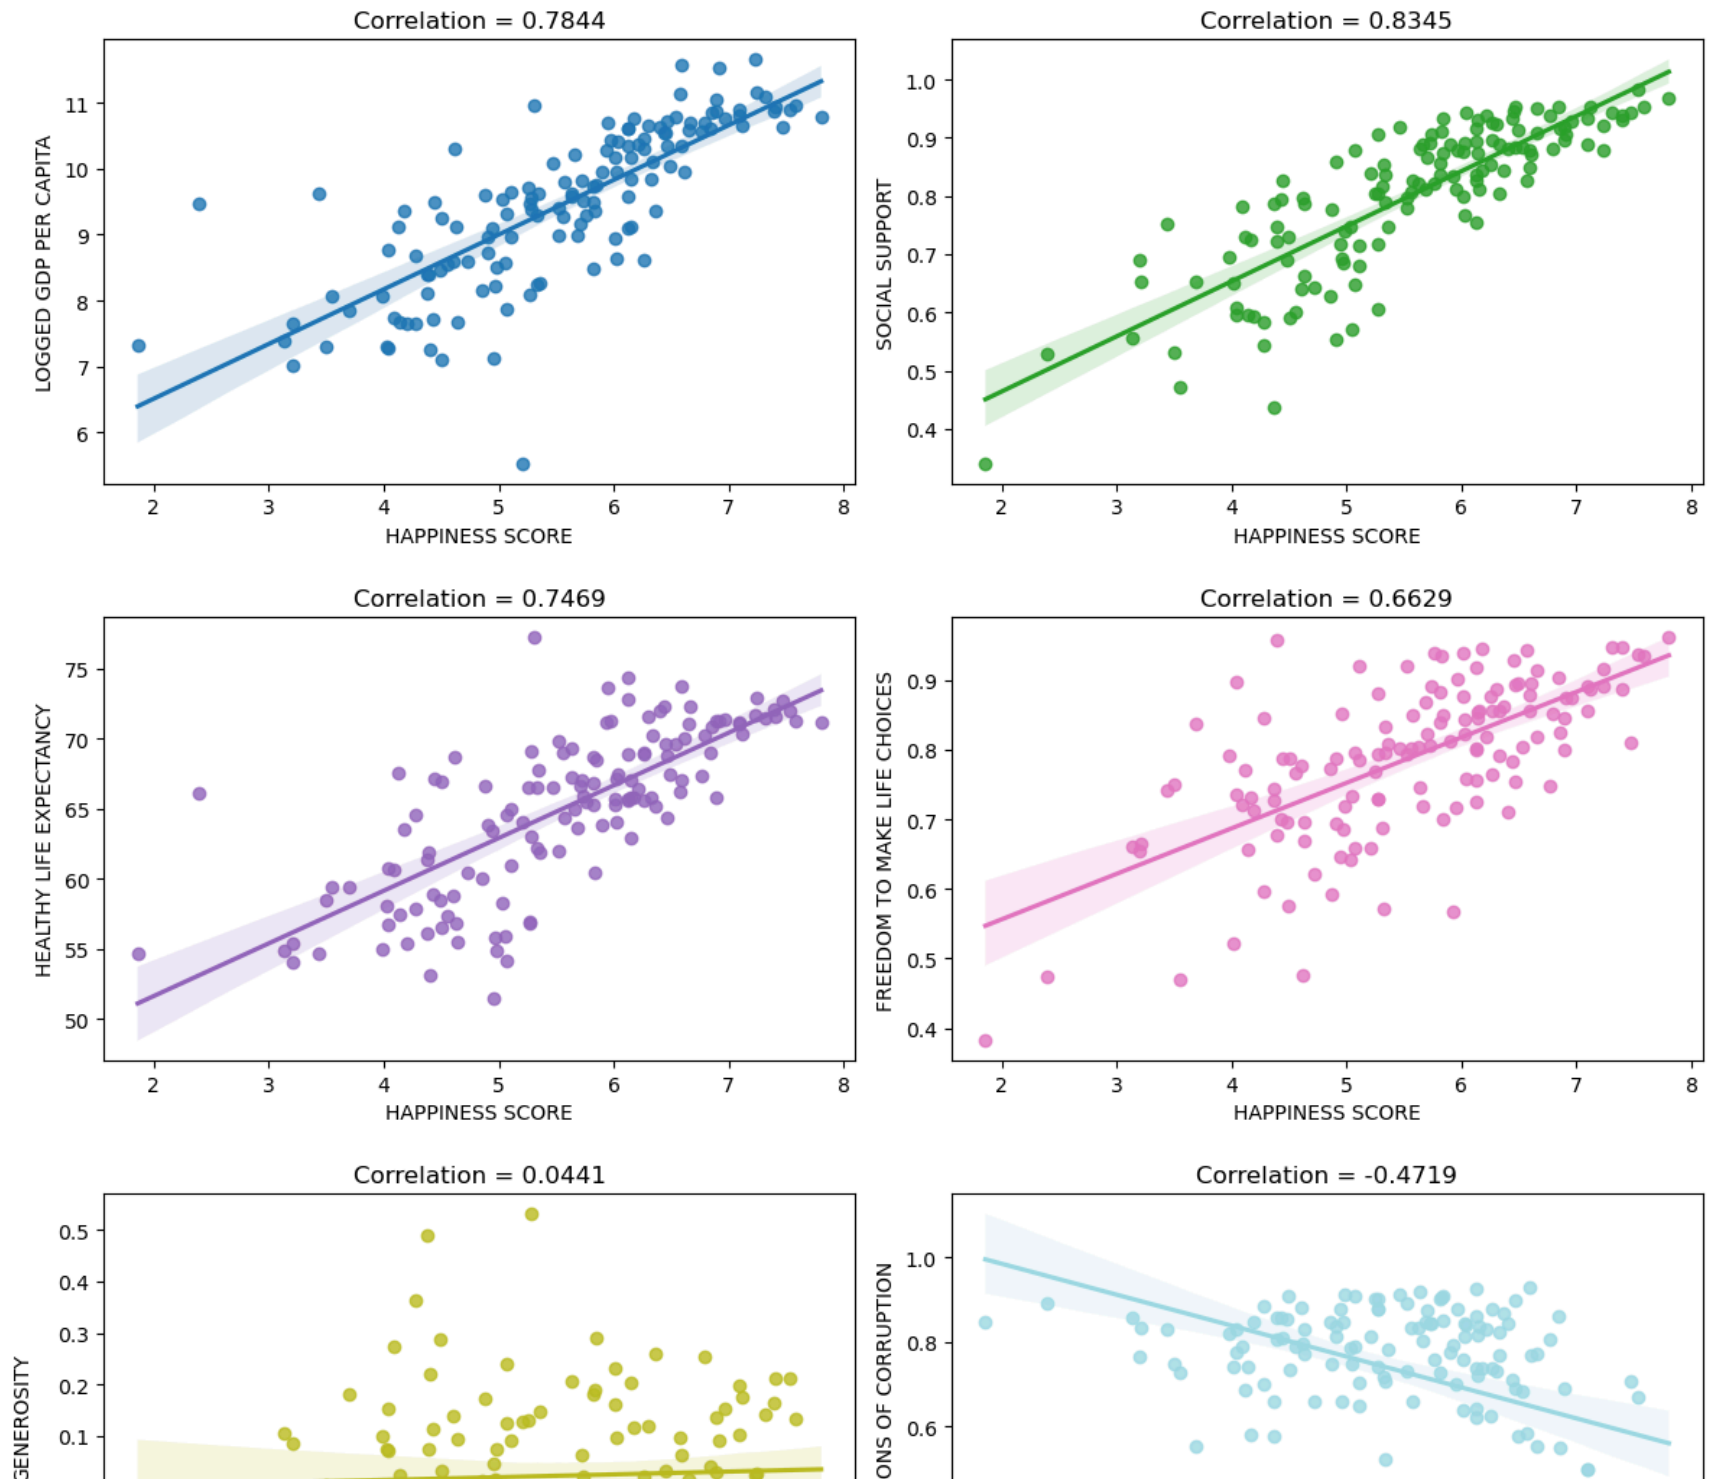 Correlation = 0.7844
LOGGED GDP PER CAPITA
11
10
9
8
7
6
2 3 4 5 6 7 8
HAPPINESS SCORE
Correlation = 0.8345
SOCIAL SUPPORT
1.0
0.9
0.8
0.7
0.6
0.5
0.4
2 3 4 5 6 7 8
HAPPINESS SCORE
Correlation = 0.7469
HEALTHY LIFE EXPECTANCY
75
70
65
60
55
50
2 3 4 5 6 7 8
HAPPINESS SCORE
Correlation = 0.6629
FREEDOM TO MAKE LIFE CHOICES
0.9
0.8
0.7
0.6
0.5
0.4
2 3 4 5 6 7 8
HAPPINESS SCORE
Correlation = 0.0441
GENEROSITY
0.5
0.4
0.3
0.2
0.1
Correlation = -0.4719
ONS OF CORRUPTION
1.0
0.8
0.6